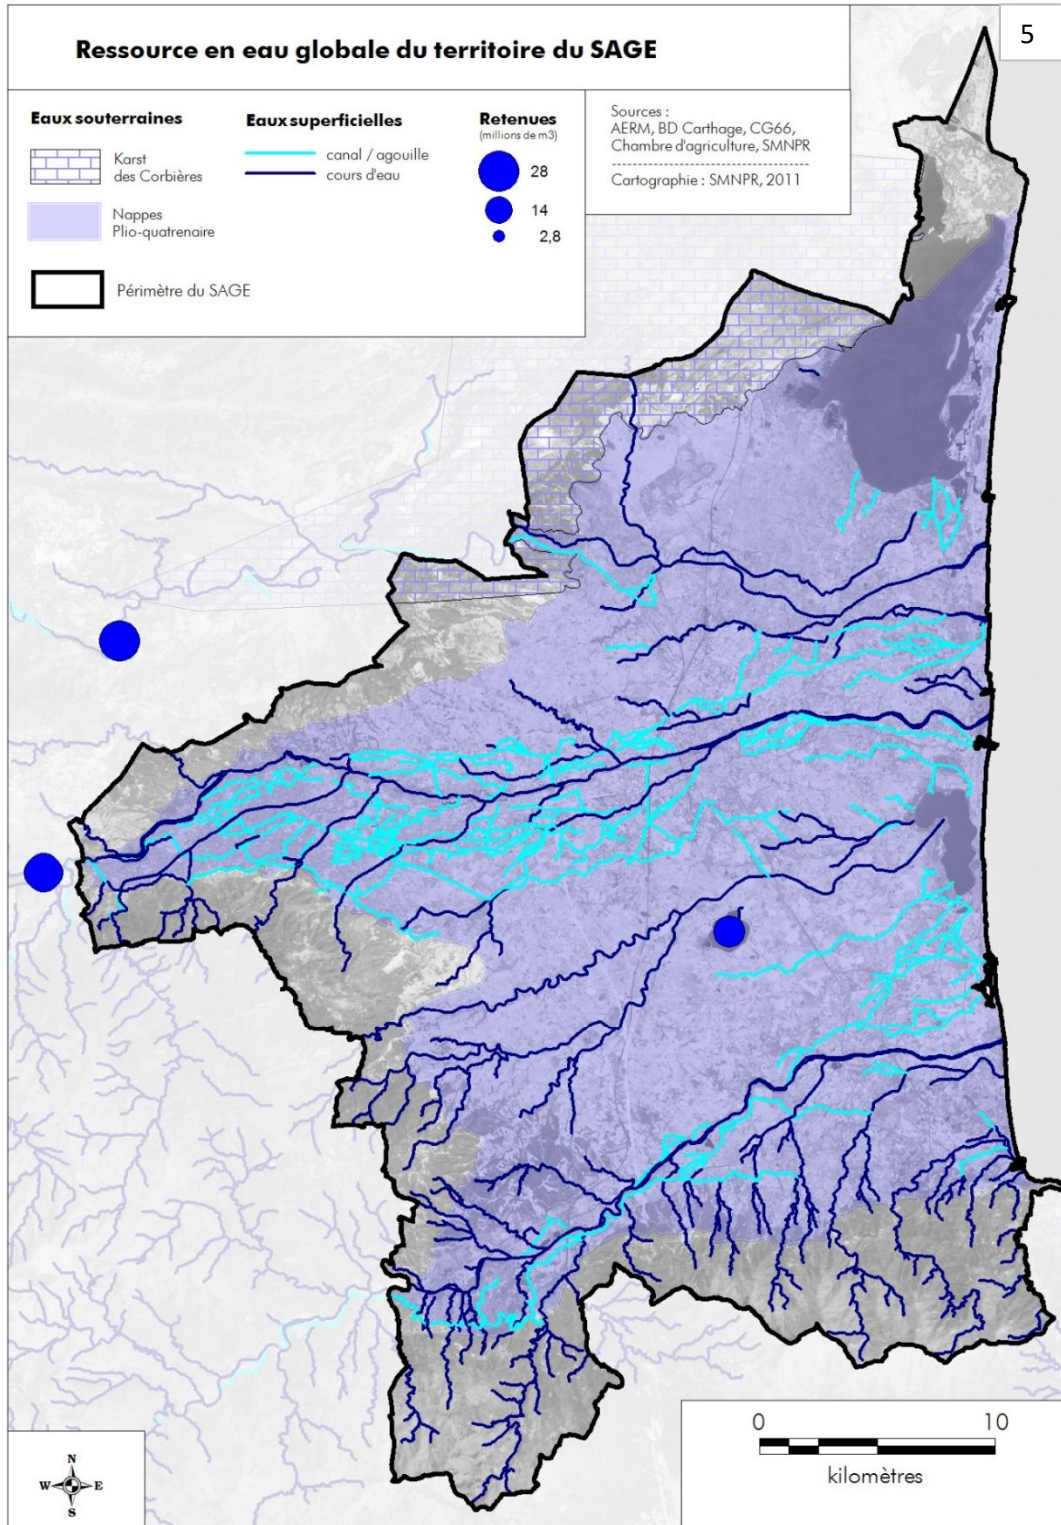 5
Ressource en eau globale du territoire du SAGE
Eaux souterraines
Karst
des Corbières
Nappes
Plio-quatrenaire
Périmètre du SAGE
Eaux superficielles
canal / agouille
cours d'eau
Retenues
(millions de m3)
28
14
2,8
Sources :
AERM, BD Carthage, CG66,
Chambre d'agriculture, SMNPR
Cartographie : SMNPR, 2011
N
W E
S
0 10
kilomètres